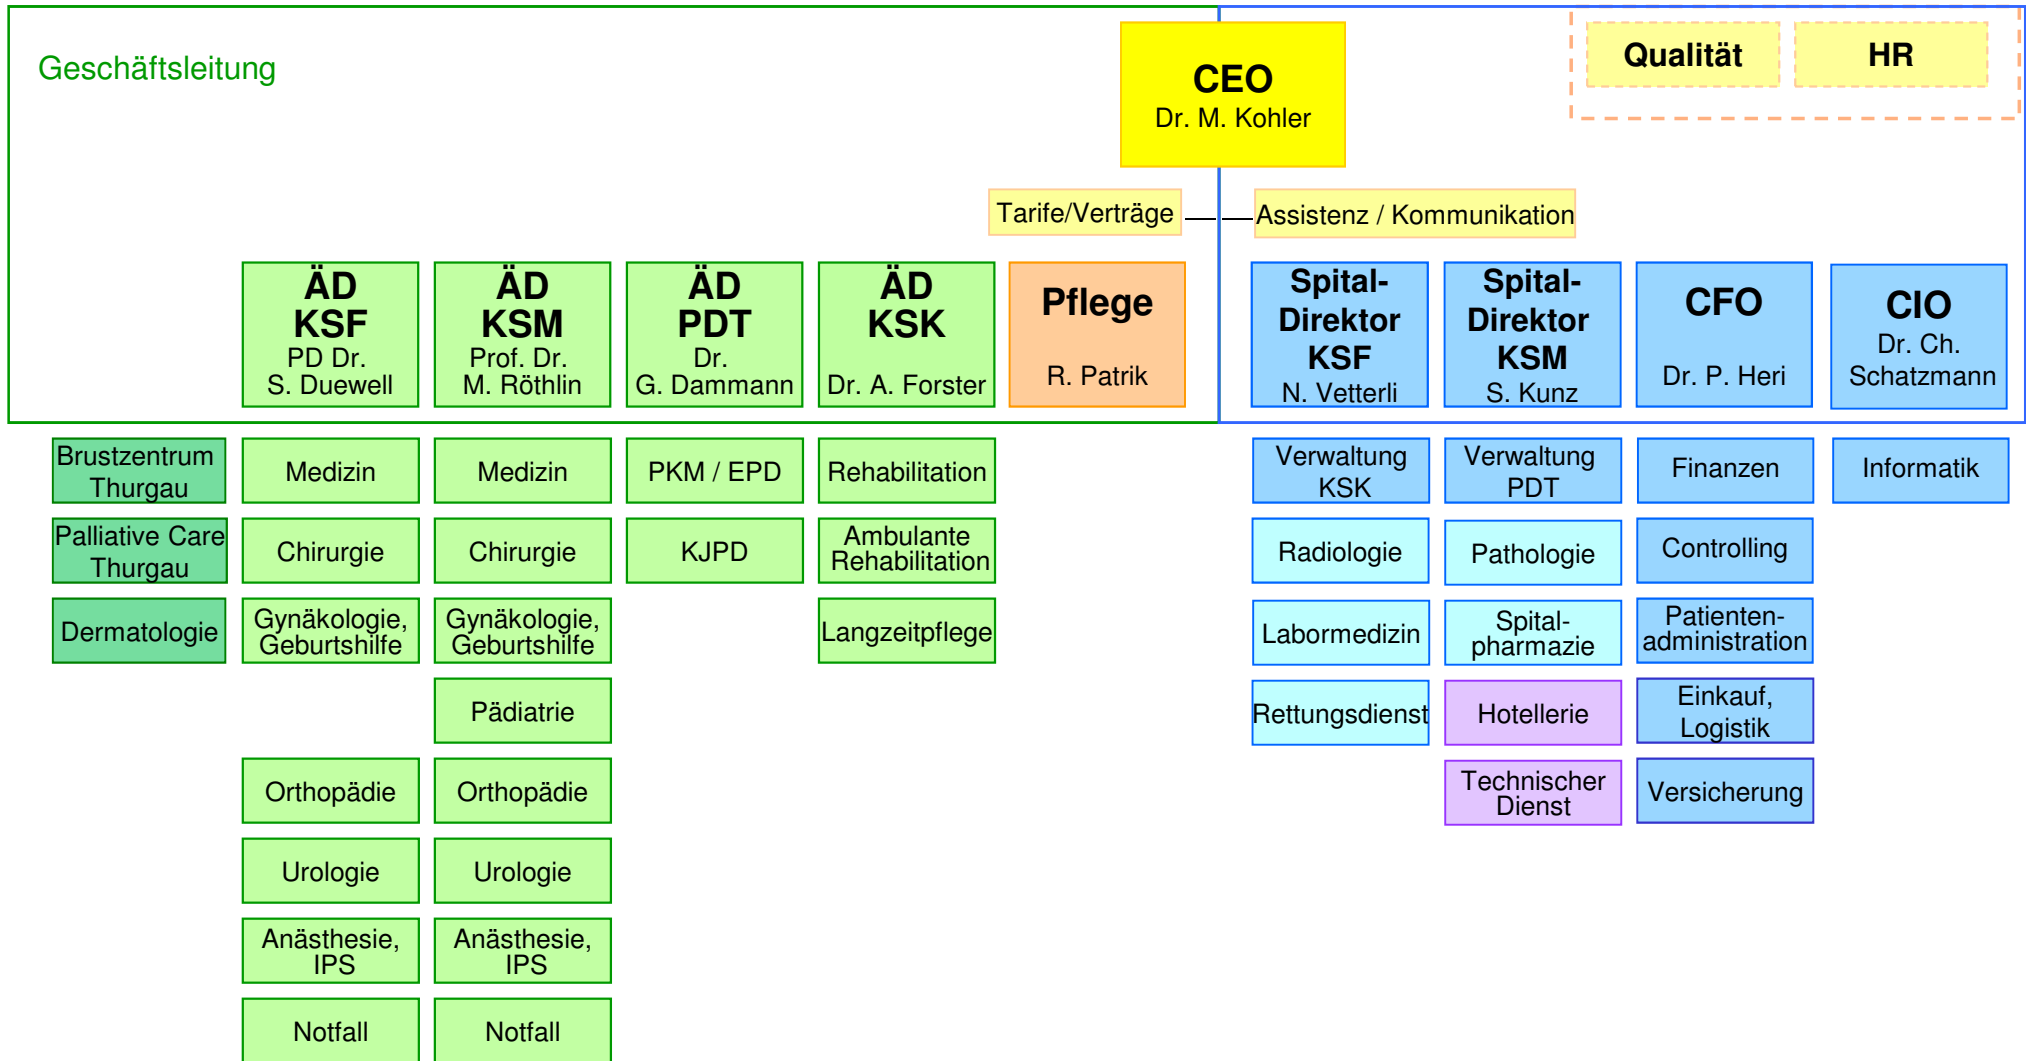 Geschäftsleitung
CEO
Dr. M. Kohler
Qualität
HR
Tarife/Verträge
Assistenz / Kommunikation
ÄD
KSF
PD Dr.
S. Duewell
ÄD
KSM
Prof. Dr.
M. Röthlin
ÄD
PDT
Dr.
G. Dammann
ÄD
KSK
Dr. A. Forster
Pflege
R. Patrik
Spital-
Direktor
KSF
N. Vetterli
Spital-
Direktor
KSM
S. Kunz
CFO
Dr. P. Heri
CIO
Dr. Ch.
Schatzmann
Brustzentrum
Thurgau
Medizin
Medizin
PKM / EPD
Rehabilitation
Verwaltung
KSK
Verwaltung
PDT
Finanzen
Informatik
Palliative Care
Thurgau
Chirurgie
Chirurgie
KJPD
Ambulante
Rehabilitation
Radiologie
Pathologie
Controlling
Dermatologie
Gynäkologie,
Geburtshilfe
Gynäkologie,
Geburtshilfe
Langzeitpflege
Labormedizin
Spital-
pharmazie
Patienten-
administration
Pädiatrie
Rettungsdienst
Hotellerie
Einkauf,
Logistik
Orthopädie
Orthopädie
Technischer
Dienst
Versicherung
Urologie
Urologie
Anästhesie,
IPS
Anästhesie,
IPS
Notfall
Notfall